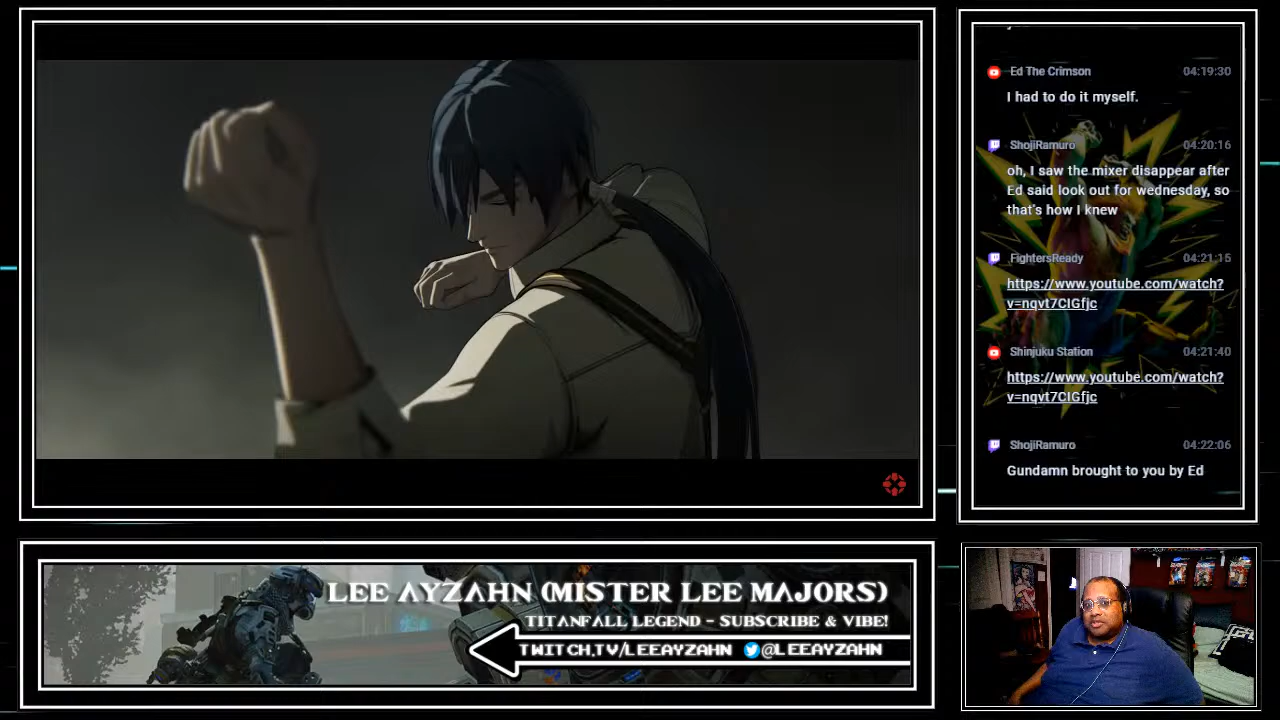 Ed The Crimson 04:19:30
I had to do it myself.
ShojiRamuro 04:20:16
oh, I saw the mixer disappear after
Ed said look out for wednesday, so
that's how I knew
FightersReady 04:21:15
https://www.youtube.com/watch?
v=nqvt7CIGfjc
Shinjuku Station 04:21:40
https://www.youtube.com/watch?
v=nqvt7CIGfjc
ShojiRamuro 04:22:06
Gundamn brought to you by Ed
LEE AYZAHN (MISTER LEE MAJORS)
TITANFALL LEGEND - SUBSCRIBE & VIBE!
TWITCH.TV/LEEAYZAHN @LEEAYZAHN